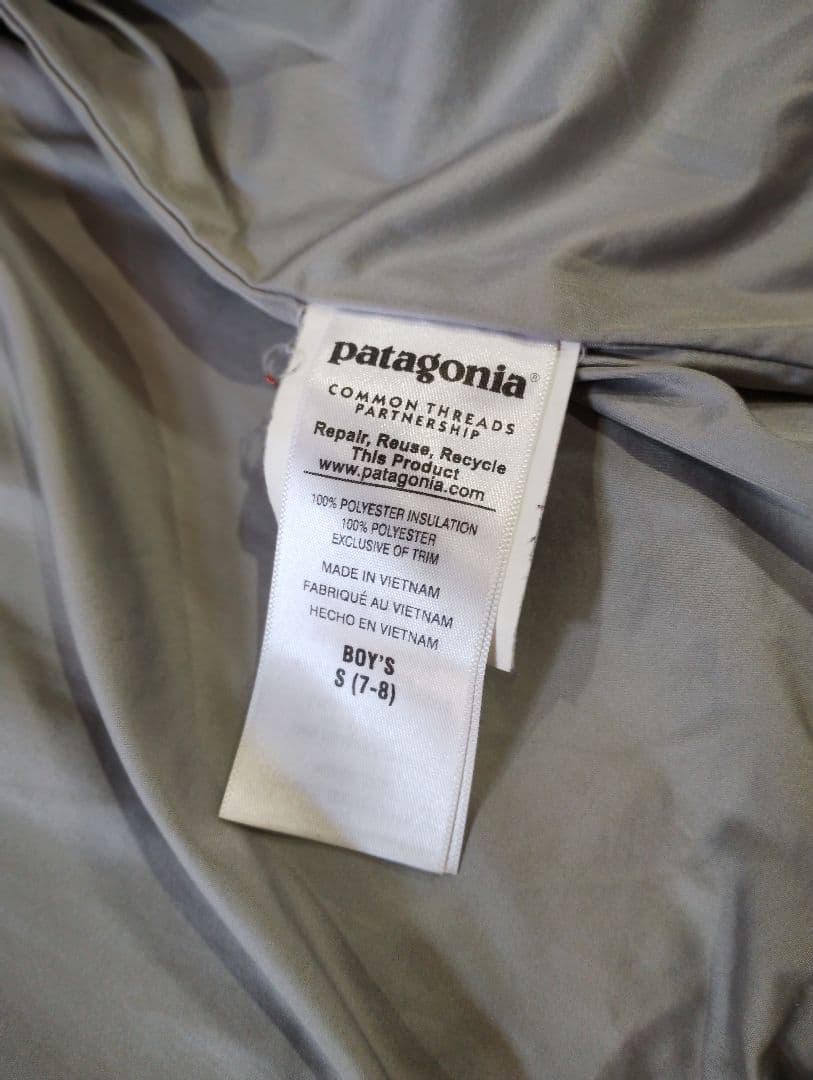 patagonia®
COMMON THREADS
PARTNERSHIP
Repair, Reuse, Recycle
This Product
www.patagonia.com
100% POLYESTER INSULATION
100% POLYESTER
EXCLUSIVE OF TRIM
MADE IN VIETNAM
FABRIQUÉ AU VIETNAM
HECHO EN VIETNAM
BOY'S
S (7-8)